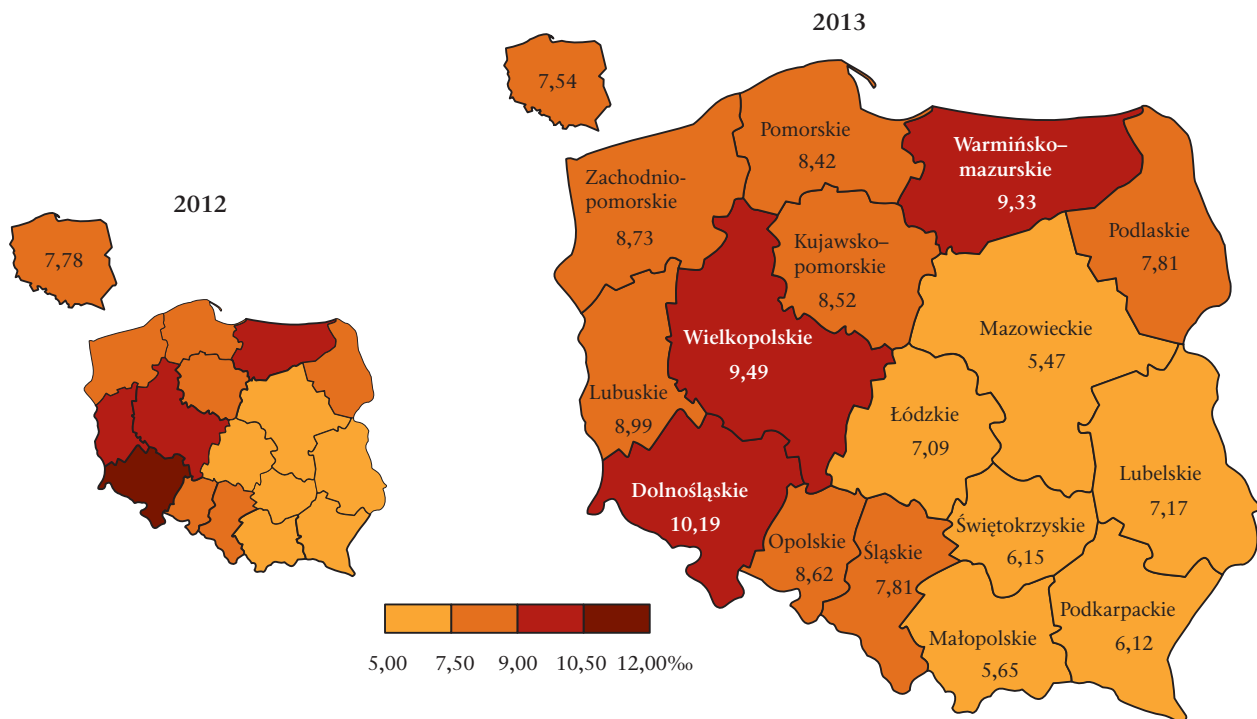 2012
7,78
2013
7,54
Pomorskie
8,42
Warmińsko–
mazurskie
9,33
Zachodnio-
pomorskie
8,73
Podlaskie
7,81
Kujawsko-
pomorskie
8,52
Mazowieckie
5,47
Wielkopolskie
9,49
Lubuskie
8,99
Łódzkie
7,09
Lubelskie
7,17
Dolnośląskie
10,19
Opolskie
8,62
Śląskie
7,81
Świętokrzyskie
6,15
Małopolskie
5,65
Podkarpackie
6,12
5,00 7,50 9,00 10,50 12,00‰